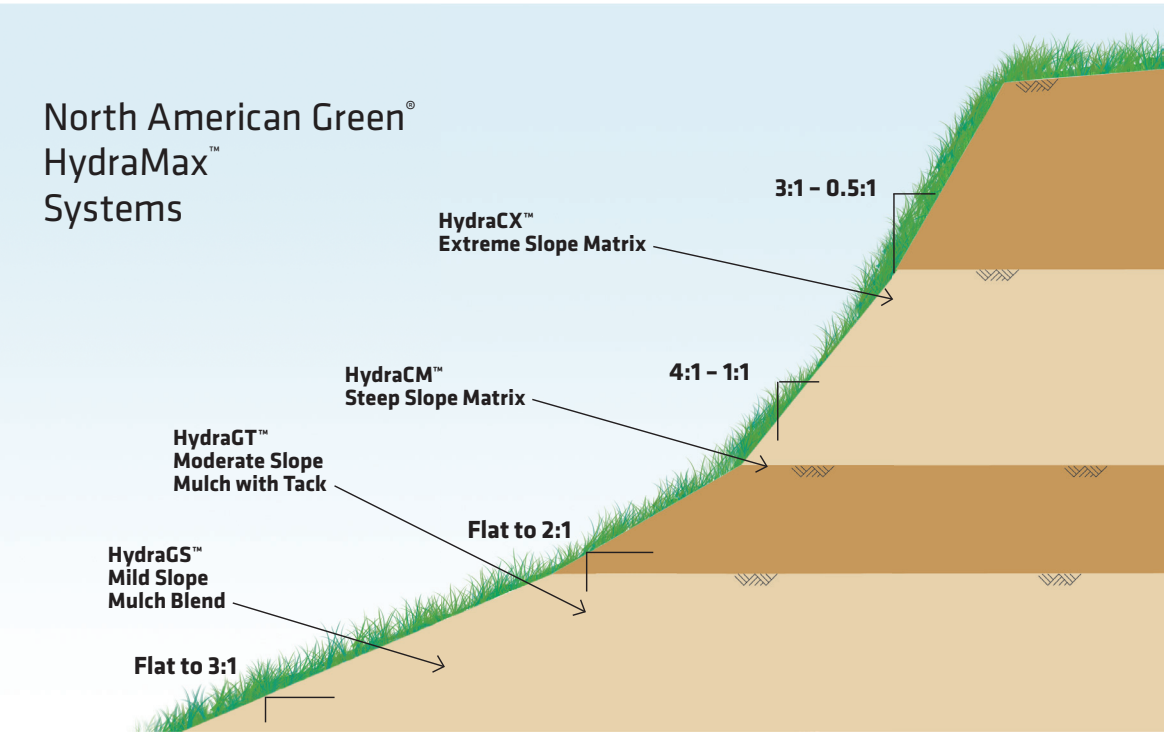 North American Green®
HydraMax™
Systems
3:1 – 0.5:1
HydraCX™
Extreme Slope Matrix
4:1 – 1:1
HydraCM™
Steep Slope Matrix
HydraGT™
Moderate Slope
Mulch with Tack
Flat to 2:1
HydraGS™
Mild Slope
Mulch Blend
Flat to 3:1